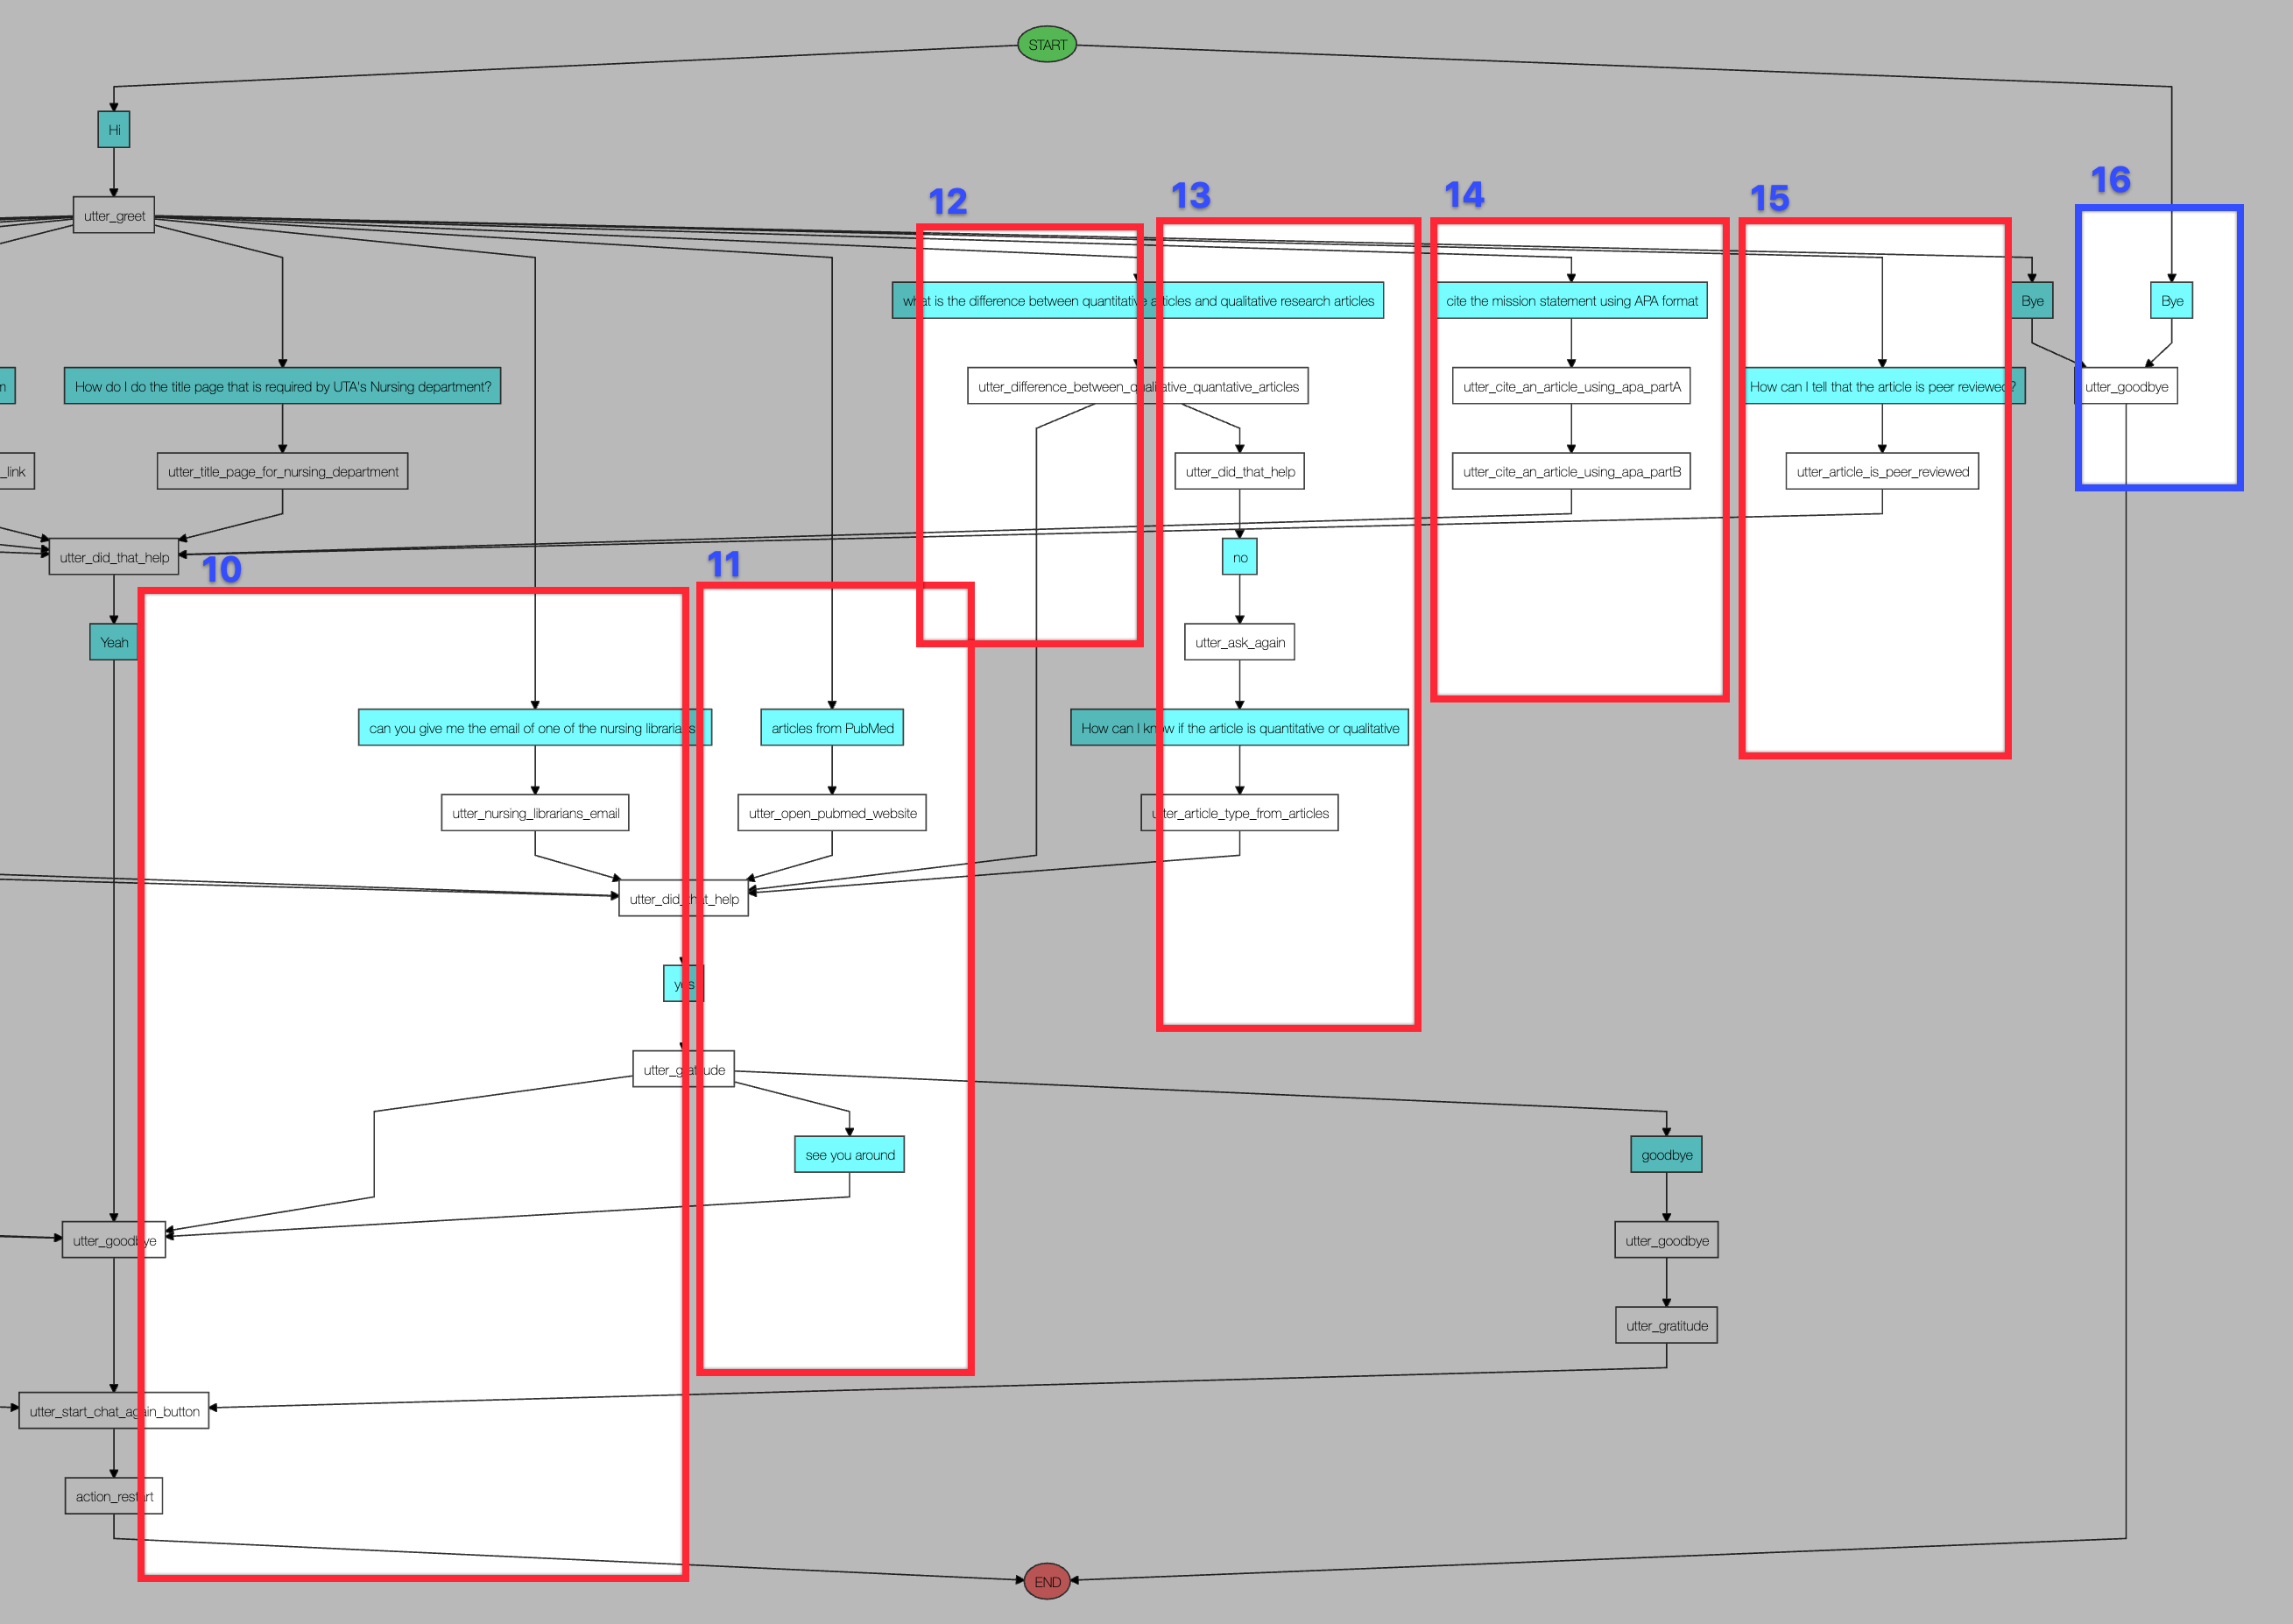 START
Hi
16
12
13
14
15
utter_greet
what is the difference between quantitative articles and qualitative research articles
cite the mission statement using APA format
Bye
Bye
How do I do the title page that is required by UTA's Nursing department?
utter_difference_between_qualitative_quantative_articles
utter_cite_an_article_using_apa_partA
How can I tell that the article is peer reviewed?
utter_goodbye
_link
utter_title_page_for_nursing_department
utter_did_that_help
utter_cite_an_article_using_apa_partB
utter_article_is_peer_reviewed
utter_did_that_help
10
11
no
Yeah
utter_ask_again
can you give me the email of one of the nursing librarians
articles from PubMed
How can I know if the article is quantitative or qualitative
utter_nursing_librarians_email
utter_open_pubmed_website
utter_article_type_from_articles
utter_did_that_help
yes
utter_gratitude
see you around
goodbye
utter_goodbye
utter_goodbye
utter_gratitude
utter_start_chat_again_button
action_restart
END